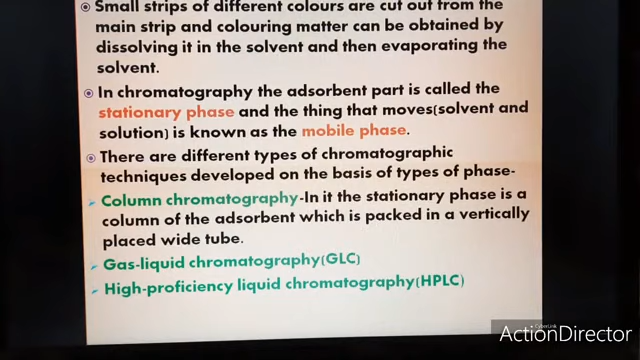 Small strips of different colours are cut out from the
main strip and colouring matter can be obtained by
dissolving it in the solvent and then evaporating the
solvent.
In chromatography the adsorbent part is called the
stationary phase and the thing that moves(solvent and
solution) is known as the mobile phase.
There are different types of chromatographic
techniques developed on the basis of types of phase-
Column chromatography-In it the stationary phase is a
column of the adsorbent which is packed in a vertically
placed wide tube.
Gas-liquid chromatography(GLC)
High-proficiency liquid chromatography(HPLC)
CyberLink
ActionDirector